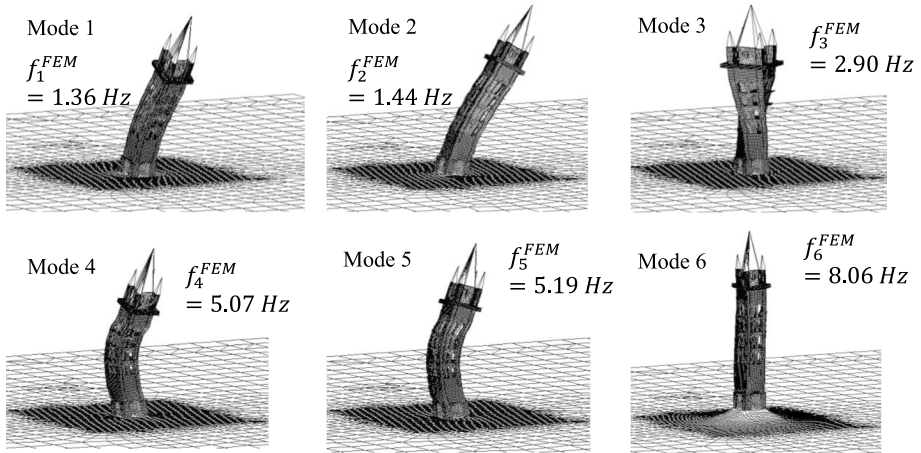 Mode 1
f_1^{FEM}
= 1.36 Hz
Mode 2
f_2^{FEM}
= 1.44 Hz
Mode 3
f_3^{FEM}
= 2.90 Hz
Mode 4
f_4^{FEM}
= 5.07 Hz
Mode 5
f_5^{FEM}
= 5.19 Hz
Mode 6
f_6^{FEM}
= 8.06 Hz